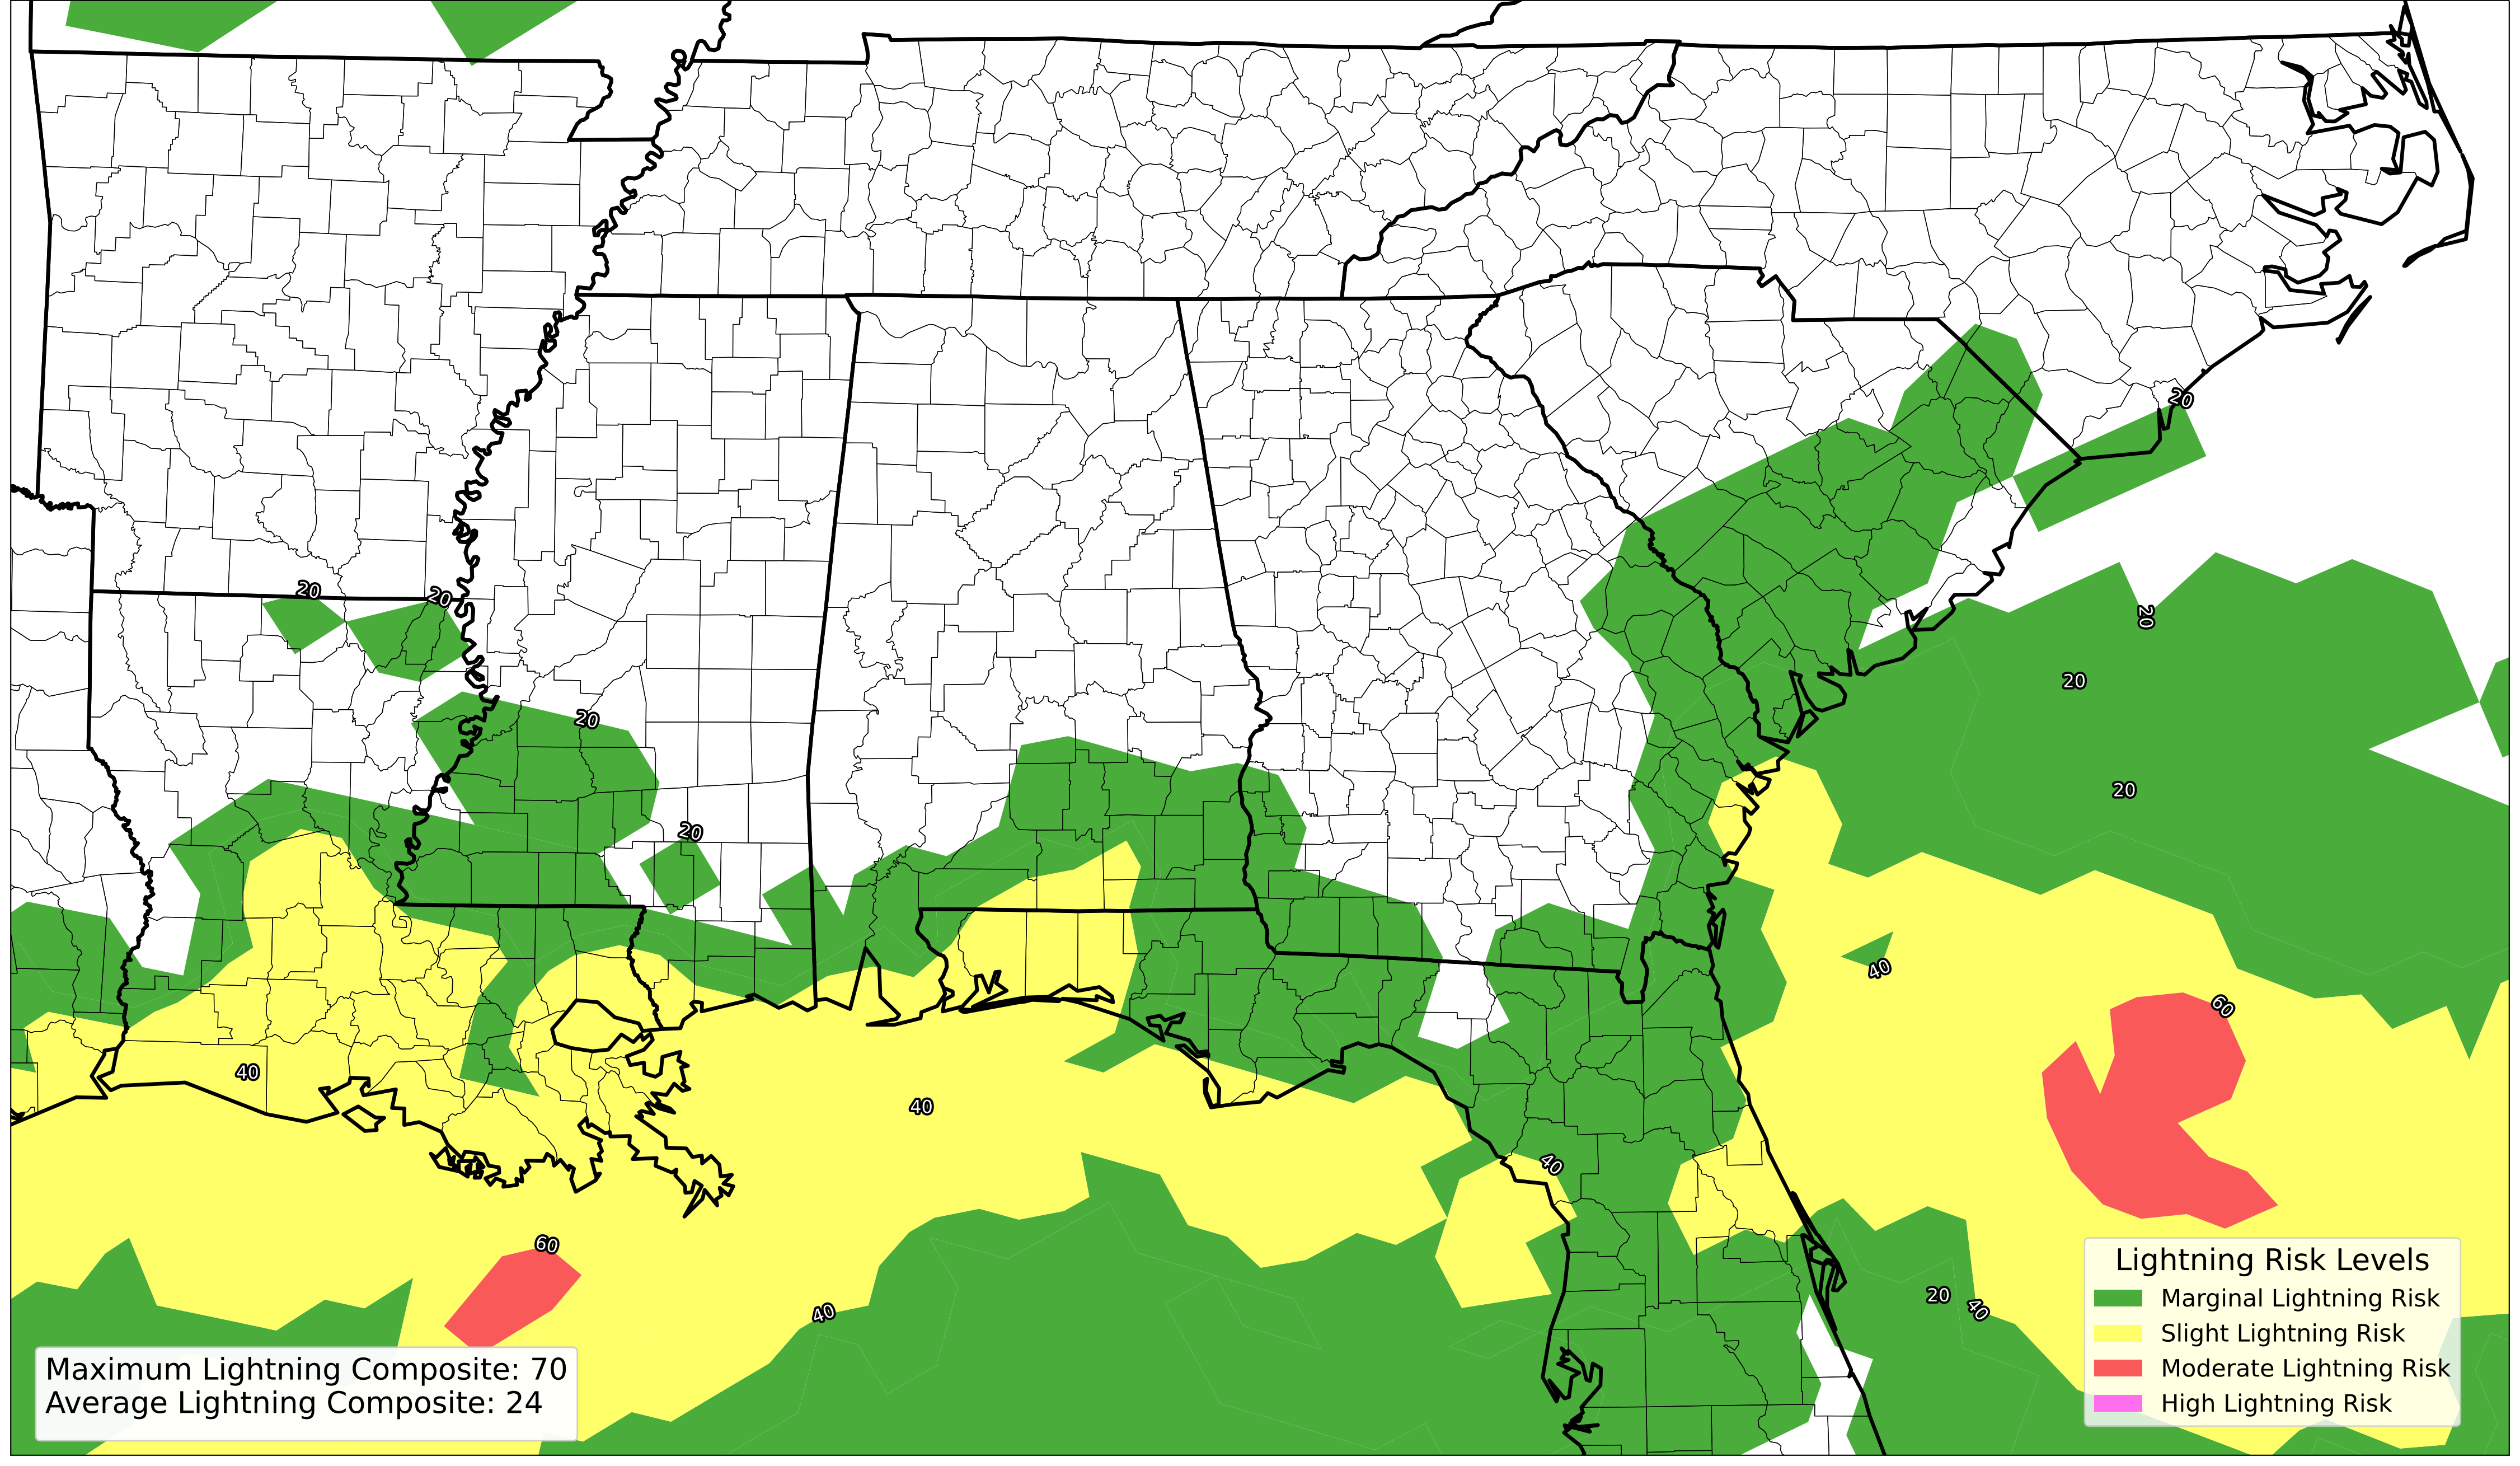 20
20
20
20
20
20
20
20
40
60
40
40
40
60
20
40
40
Lightning Risk Levels
Marginal Lightning Risk
Slight Lightning Risk
Moderate Lightning Risk
High Lightning Risk
Maximum Lightning Composite: 70
Average Lightning Composite: 24